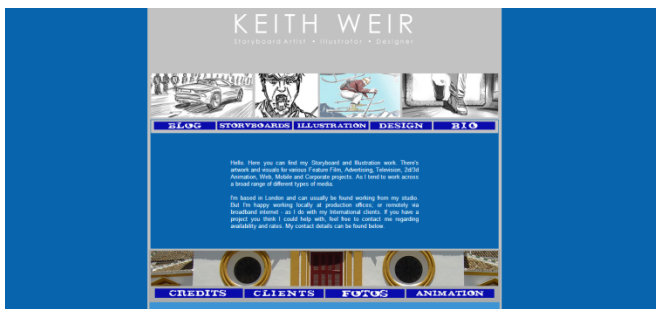 KEITH WEIR
Storyboard Artist • Illustrator • Designer
BLOG STORYBOARDS ILLUSTRATION DESIGN BIO
Hello. Here you can find my Storyboard and Illustration work. There's
artwork and visuals for various Feature Film, Advertising, Television, 2d/3d
Animation, Web, Mobile and Corporate projects. As I tend to work across
a broad range of different types of media.
I'm based in London and can usually be found working from my studio.
But I'm happy working locally at production offices, or remotely via
broadband internet - as I do with my International clients. If you have a
project you think I could help with, feel free to contact me regarding
availability and rates. My contact details can be found below.
CREDITS CLIENTS FOTOS ANIMATION